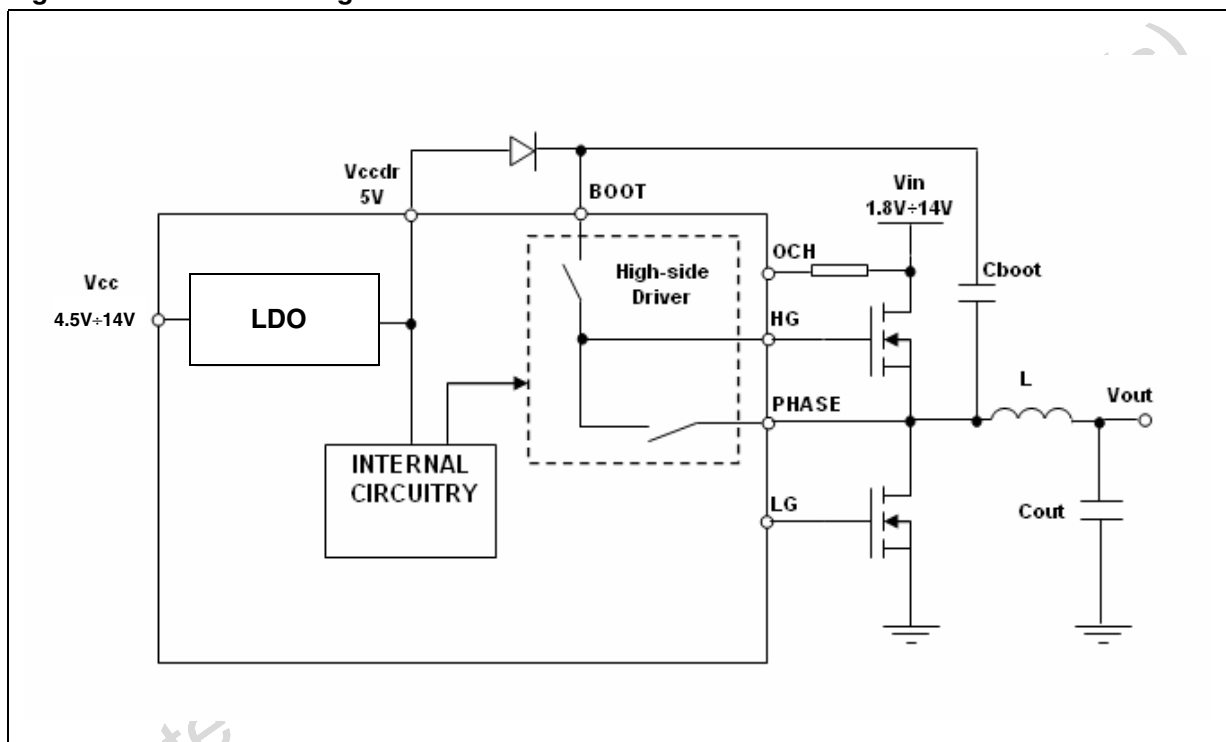 Vccdr
5V
BOOT
Vin
1.8V÷14V
OCH
Cboot
High-side
Driver
Vcc
4.5V÷14V
LDO
HG
L
Vout
PHASE
INTERNAL
CIRCUITRY
LG
Cout